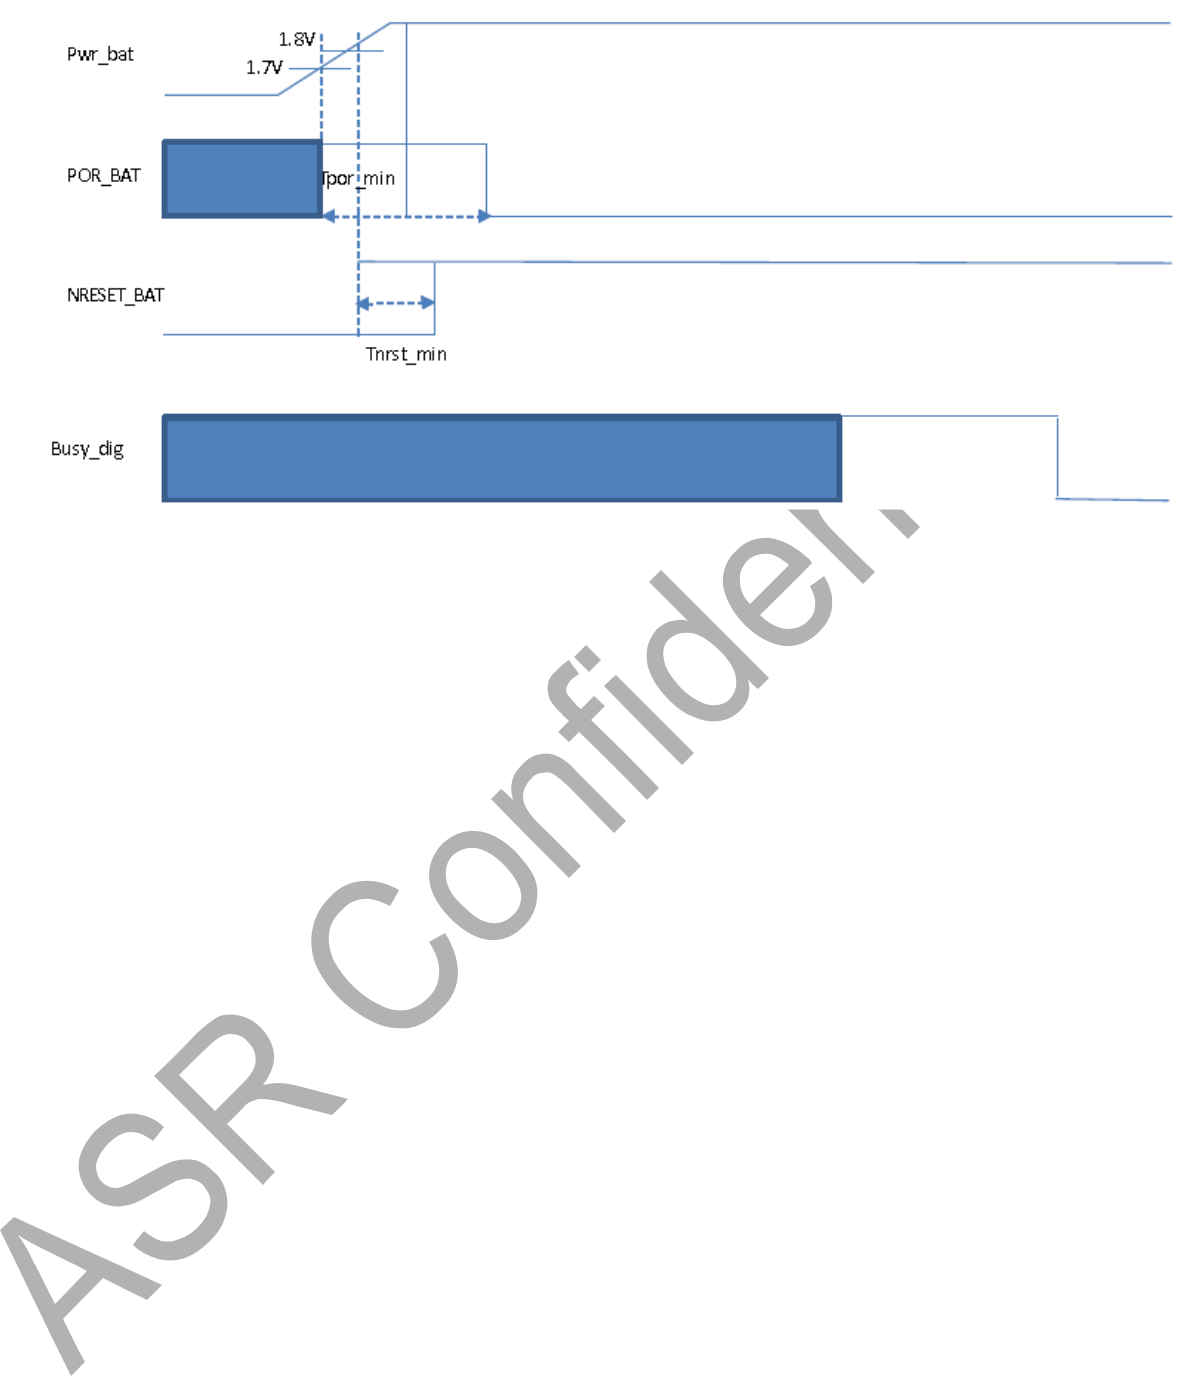 1.8V
Pwr_bat
1.7V
POR_BAT
Tpor_min
NRESET_BAT
Tnrst_min
Busy_dig
ASR Confiden